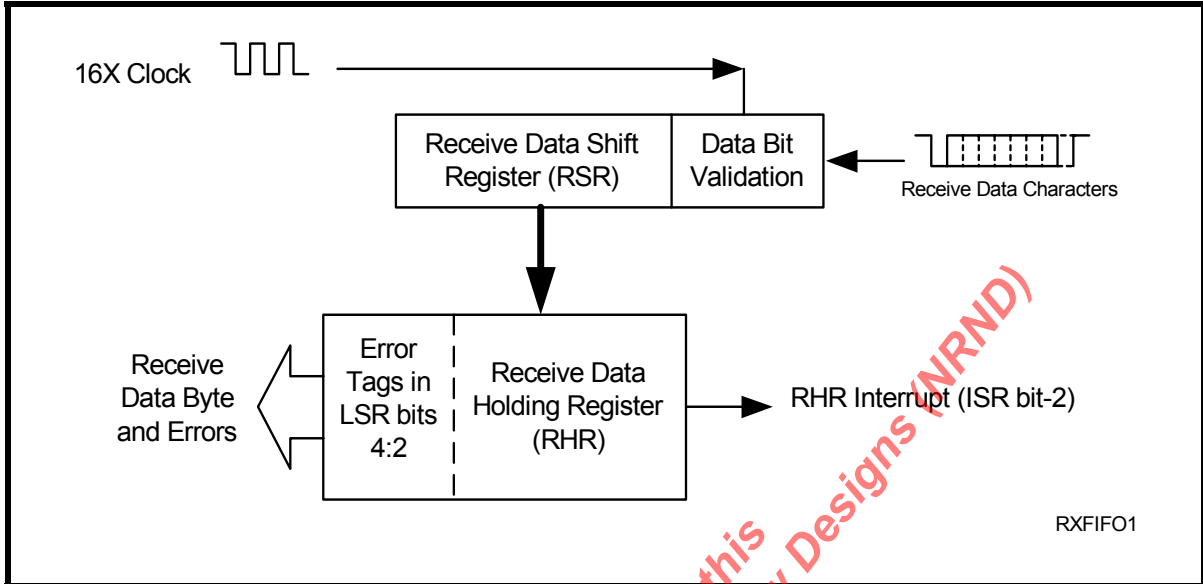 16X Clock
Receive Data Shift
Register (RSR)
Data Bit
Validation
Receive Data Characters
Error
Tags in
LSR bits
4:2
Receive Data
Holding Register
(RHR)
Receive
Data Byte
and Errors
RHR Interrupt (ISR bit-2)
RXFIFO1
this
Designs (NRND)